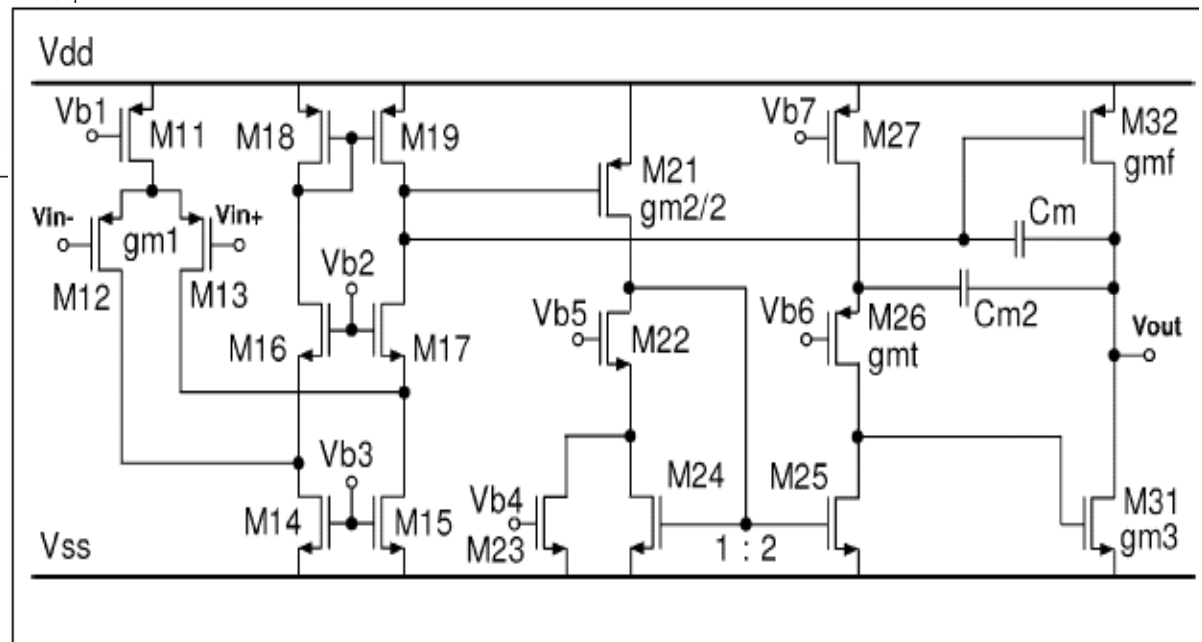 Vdd
Vb1
M11
M18
M19
Vb7
M27
M32
gmf
M21
gm2/2
Vin-
Vin+
gm1
M12
M13
Vb2
M16
M17
Vb5
M22
Vb6
M26
gmt
Cm
Cm2
Vout
Vb3
M14
M15
Vb4
M23
M24
1 : 2
M25
M31
gm3
Vss